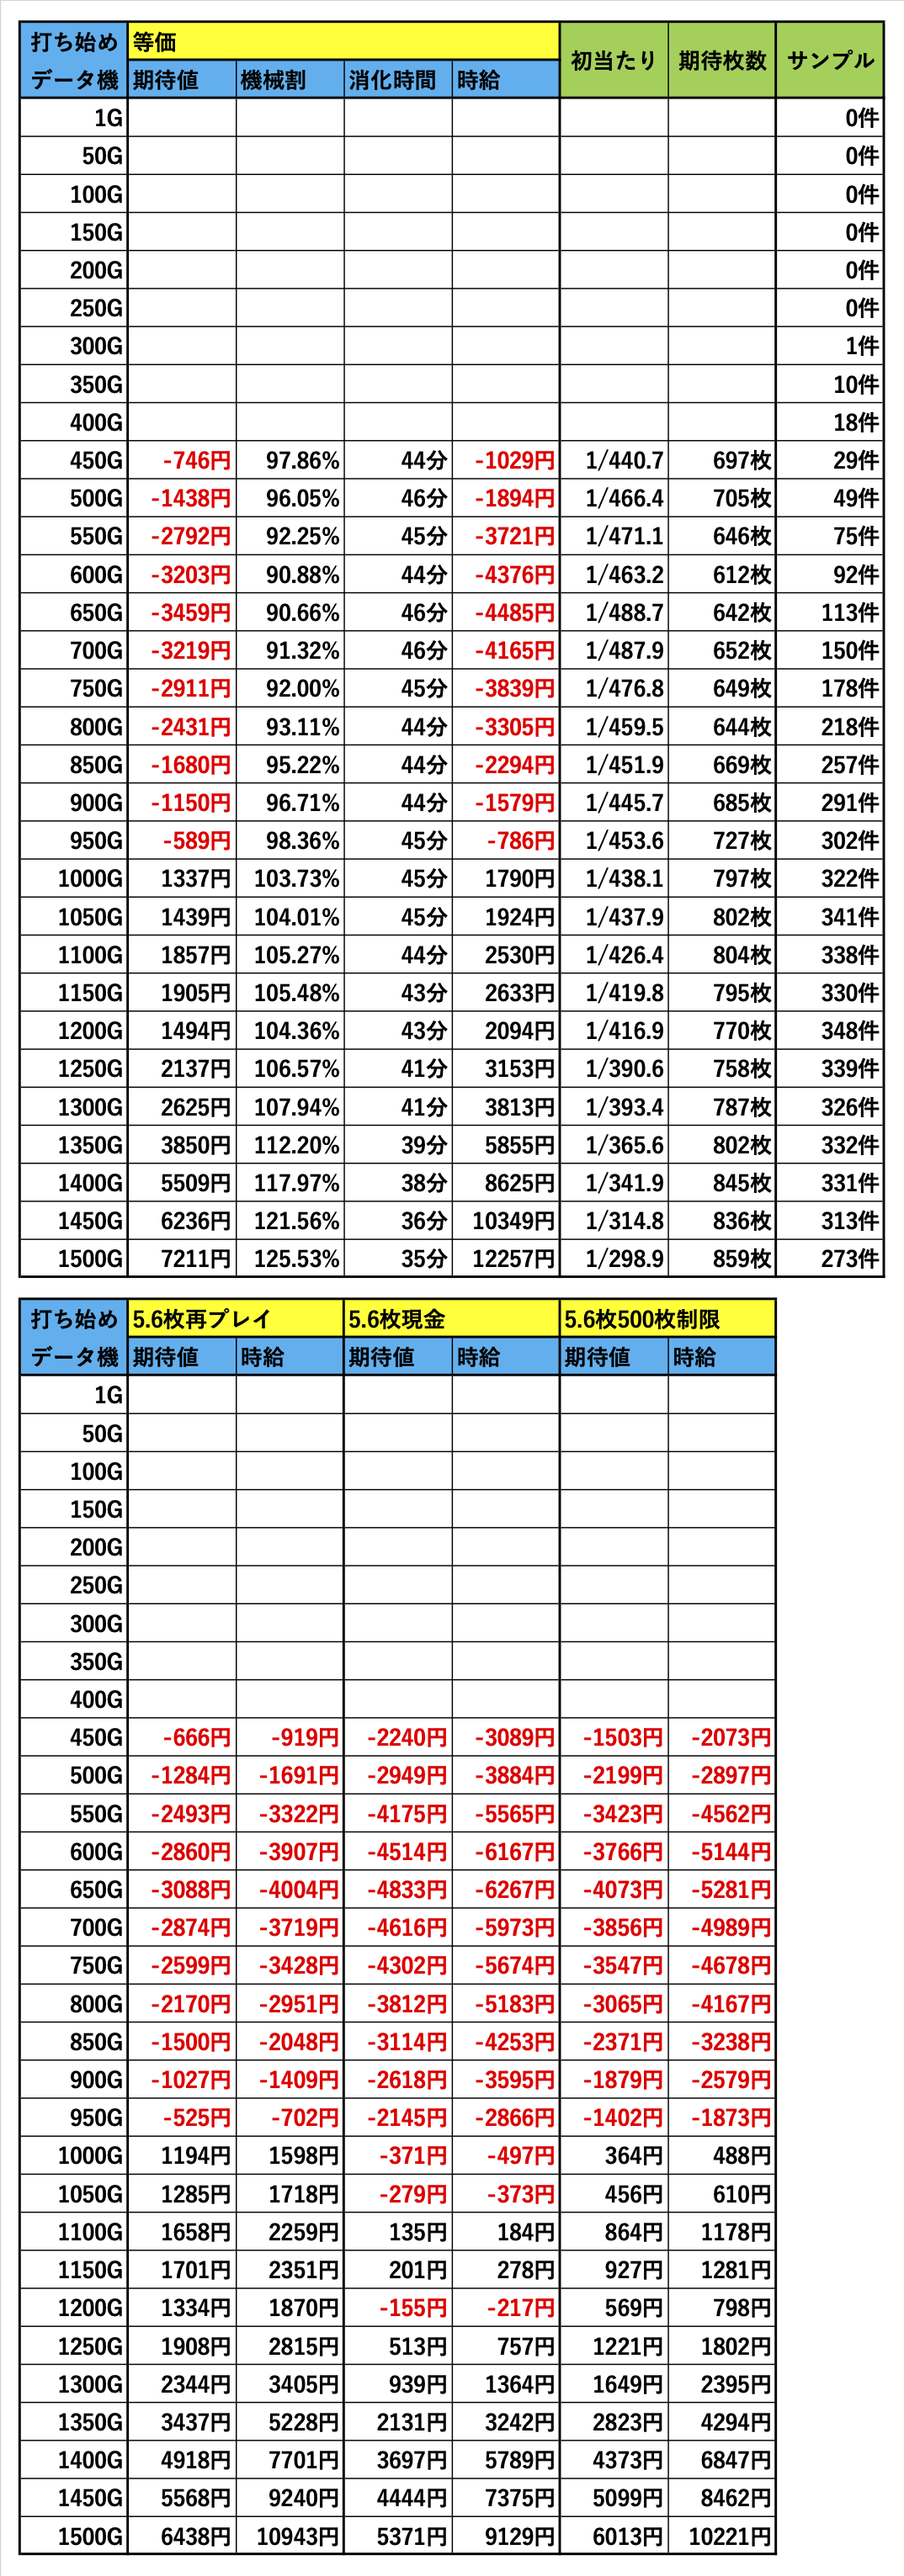 打ち始め 等価 初当たり 期待枚数 サンプル
データ機 期待値 機械割 消化時間 時給
1G 0件
50G 0件
100G 0件
150G 0件
200G 0件
250G 0件
300G 1件
350G 10件
400G 18件
450G -746円 97.86% 44分 -1029円 1/440.7 697枚 29件
500G -1438円 96.05% 46分 -1894円 1/466.4 705枚 49件
550G -2792円 92.25% 45分 -3721円 1/471.1 646枚 75件
600G -3203円 90.88% 44分 -4376円 1/463.2 612枚 92件
650G -3459円 90.66% 46分 -4485円 1/488.7 642枚 113件
700G -3219円 91.32% 46分 -4165円 1/487.9 652枚 150件
750G -2911円 92.00% 45分 -3839円 1/476.8 649枚 178件
800G -2431円 93.11% 44分 -3305円 1/459.5 644枚 218件
850G -1680円 95.22% 44分 -2294円 1/451.9 669枚 257件
900G -1150円 96.71% 44分 -1579円 1/445.7 685枚 291件
950G -589円 98.36% 45分 -786円 1/453.6 727枚 302件
1000G 1337円 103.73% 45分 1790円 1/438.1 797枚 322件
1050G 1439円 104.01% 45分 1924円 1/437.9 802枚 341件
1100G 1857円 105.27% 44分 2530円 1/426.4 804枚 338件
1150G 1905円 105.48% 43分 2633円 1/419.8 795枚 330件
1200G 1494円 104.36% 43分 2094円 1/416.9 770枚 348件
1250G 2137円 106.57% 41分 3153円 1/390.6 758枚 339件
1300G 2625円 107.94% 41分 3813円 1/393.4 787枚 326件
1350G 3850円 112.20% 39分 5855円 1/365.6 802枚 332件
1400G 5509円 117.97% 38分 8625円 1/341.9 845枚 331件
1450G 6236円 121.56% 36分 10349円 1/314.8 836枚 313件
1500G 7211円 125.53% 35分 12257円 1/298.9 859枚 273件
打ち始め 5.6枚再プレイ 5.6枚現金 5.6枚500枚制限
データ機 期待値 時給 期待値 時給 期待値 時給
1G
50G
100G
150G
200G
250G
300G
350G
400G
450G -666円 -919円 -2240円 -3089円 -1503円 -2073円
500G -1284円 -1691円 -2949円 -3884円 -2199円 -2897円
550G -2493円 -3322円 -4175円 -5565円 -3423円 -4562円
600G -2860円 -3907円 -4514円 -6167円 -3766円 -5144円
650G -3088円 -4004円 -4833円 -6267円 -4073円 -5281円
700G -2874円 -3719円 -4616円 -5973円 -3856円 -4989円
750G -2599円 -3428円 -4302円 -5674円 -3547円 -4678円
800G -2170円 -2951円 -3812円 -5183円 -3065円 -4167円
850G -1500円 -2048円 -3114円 -4253円 -2371円 -3238円
900G -1027円 -1409円 -2618円 -3595円 -1879円 -2579円
950G -525円 -702円 -2145円 -2866円 -1402円 -1873円
1000G 1194円 1598円 -371円 -497円 364円 488円
1050G 1285円 1718円 -279円 -373円 456円 610円
1100G 1658円 2259円 135円 184円 864円 1178円
1150G 1701円 2351円 201円 278円 927円 1281円
1200G 1334円 1870円 -155円 -217円 569円 798円
1250G 1908円 2815円 513円 757円 1221円 1802円
1300G 2344円 3405円 939円 1364円 1649円 2395円
1350G 3437円 5228円 2131円 3242円 2823円 4294円
1400G 4918円 7701円 3697円 5789円 4373円 6847円
1450G 5568円 9240円 4444円 7375円 5099円 8462円
1500G 6438円 10943円 5371円 9129円 6013円 10221円